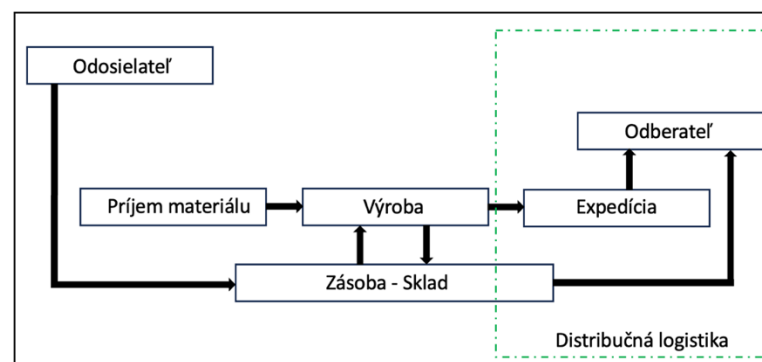 Odosielateľ
Odberateľ
Príjem materiálu
Výroba
Expedícia
Zásoba - Sklad
Distribučná logistika